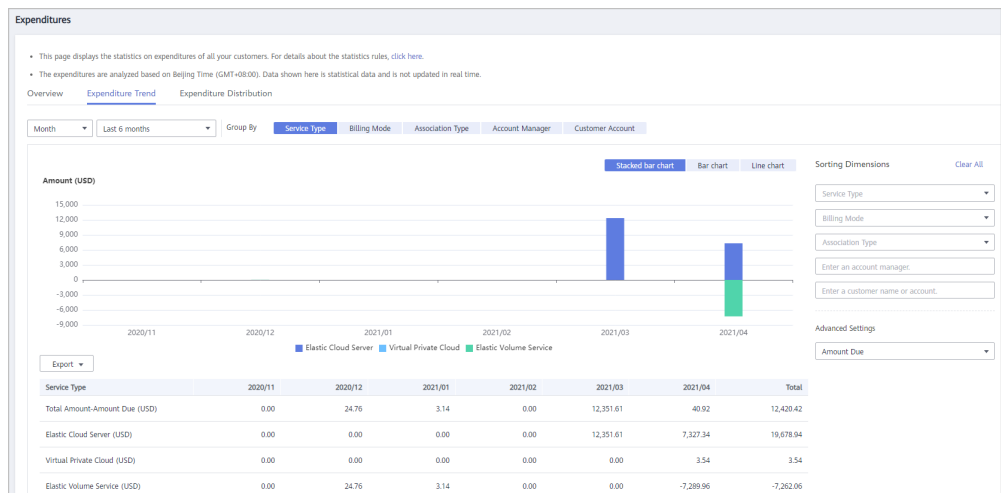 Expenditures
• This page displays the statistics on expenditures of all your customers. For details about the statistics rules, click here.
• The expenditures are analyzed based on Beijing Time (GMT+08:00). Data shown here is statistical data and is not updated in real time.
Overview Expenditure Trend Expenditure Distribution
Month Last 6 months Group By Service Type Billing Mode Association Type Account Manager Customer Account
Stacked bar chart Bar chart Line chart
Amount (USD)
15,000
12,000
9,000
6,000
3,000
0
-3,000
-6,000
-9,000
2020/11 2020/12 2021/01 2021/02 2021/03 2021/04
Elastic Cloud Server Virtual Private Cloud Elastic Volume Service
Export
Service Type 2020/11 2020/12 2021/01 2021/02 2021/03 2021/04 Total
Total Amount-Amount Due (USD) 0.00 24.76 3.14 0.00 12,351.61 40.92 12,420.42
Elastic Cloud Server (USD) 0.00 0.00 0.00 0.00 12,351.61 7,327.34 19,678.94
Virtual Private Cloud (USD) 0.00 0.00 0.00 0.00 0.00 3.54 3.54
Elastic Volume Service (USD) 0.00 24.76 3.14 0.00 0.00 -7,289.96 -7,262.06
Sorting Dimensions Clear All
Service Type
Billing Mode
Association Type
Enter an account manager.
Enter a customer name or account.
Advanced Settings
Amount Due